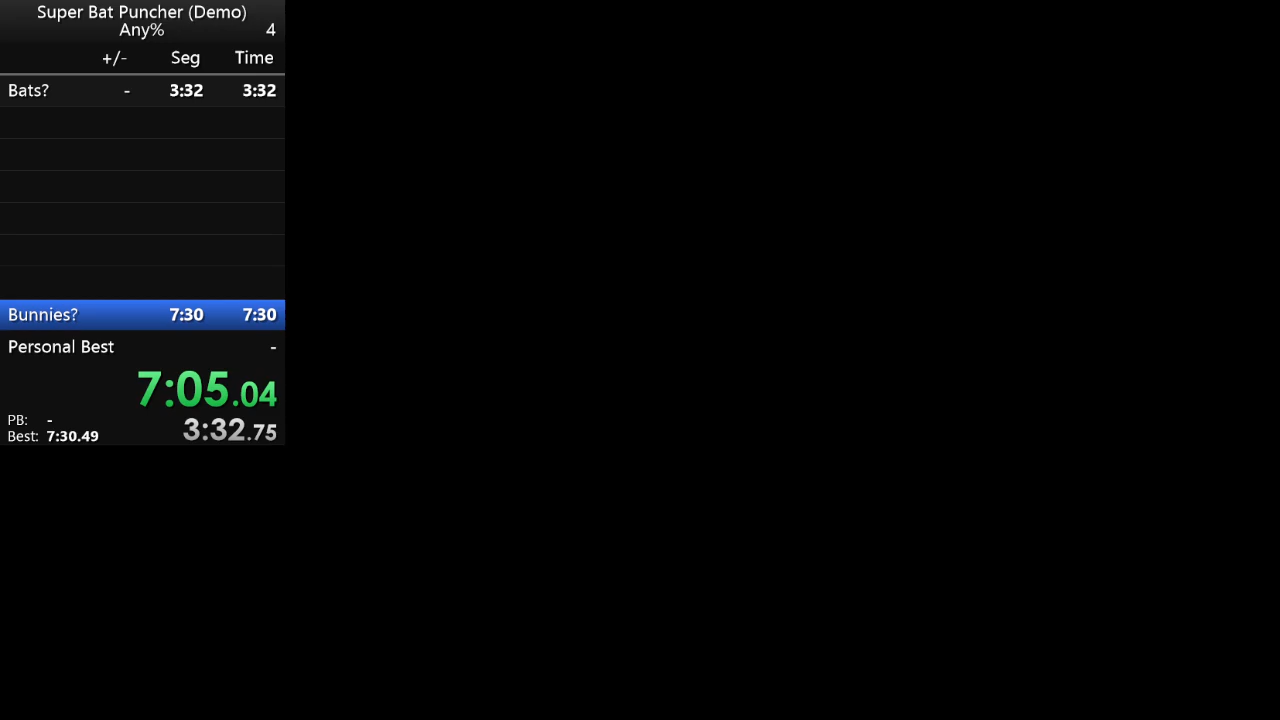 Super Bat Puncher (Demo)
Any% 4
+/- Seg Time
Bats? - 3:32 3:32
Bunnies? 7:30 7:30
Personal Best -
7:05.04
PB: -
3:32.75
Best: 7:30.49